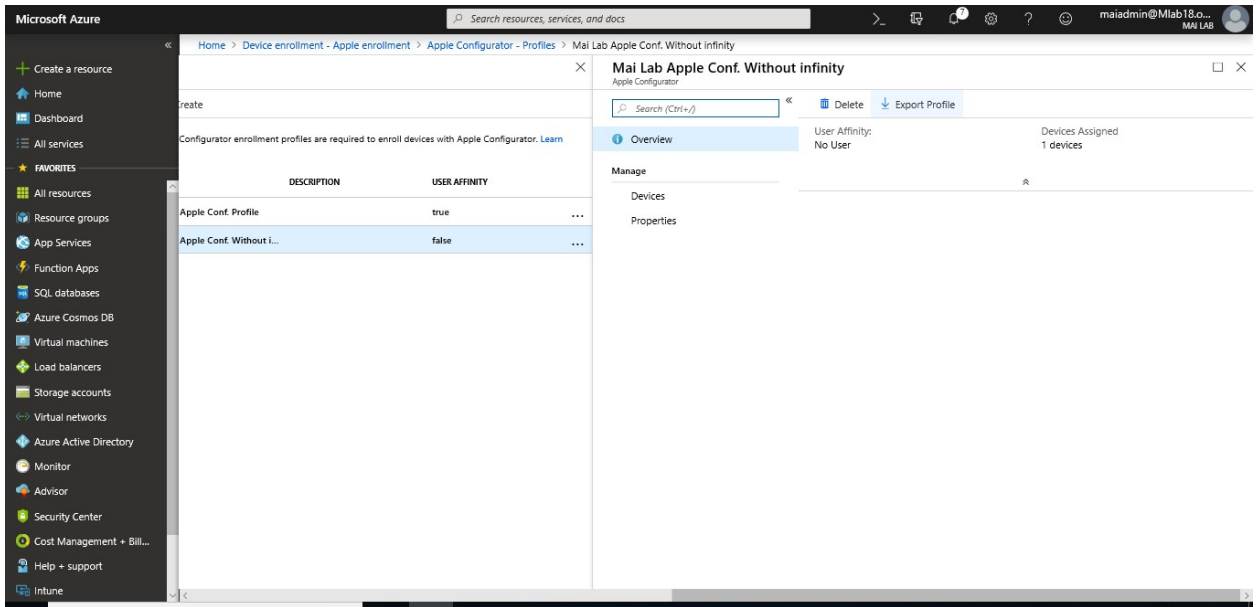 Microsoft Azure
Search resources, services, and docs
7
maiadmin@Mlab18.o...
MAI LAB
Home > Device enrollment - Apple enrollment > Apple Configurator - Profiles > Mai Lab Apple Conf. Without infinity
Create a resource
Home
Dashboard
All services
FAVORITES
All resources
Resource groups
App Services
Function Apps
SQL databases
Azure Cosmos DB
Virtual machines
Load balancers
Storage accounts
Virtual networks
Azure Active Directory
Monitor
Advisor
Security Center
Cost Management + Bill...
Help + support
Intune
Create
Configurator enrollment profiles are required to enroll devices with Apple Configurator. Learn
DESCRIPTION USER AFFINITY
Apple Conf. Profile true ...
Apple Conf. Without i... false ...
Mai Lab Apple Conf. Without infinity
Apple Configurator
Search (Ctrl+/)
Overview
Manage
Devices
Properties
Delete Export Profile
User Affinity: Devices Assigned
No User 1 devices